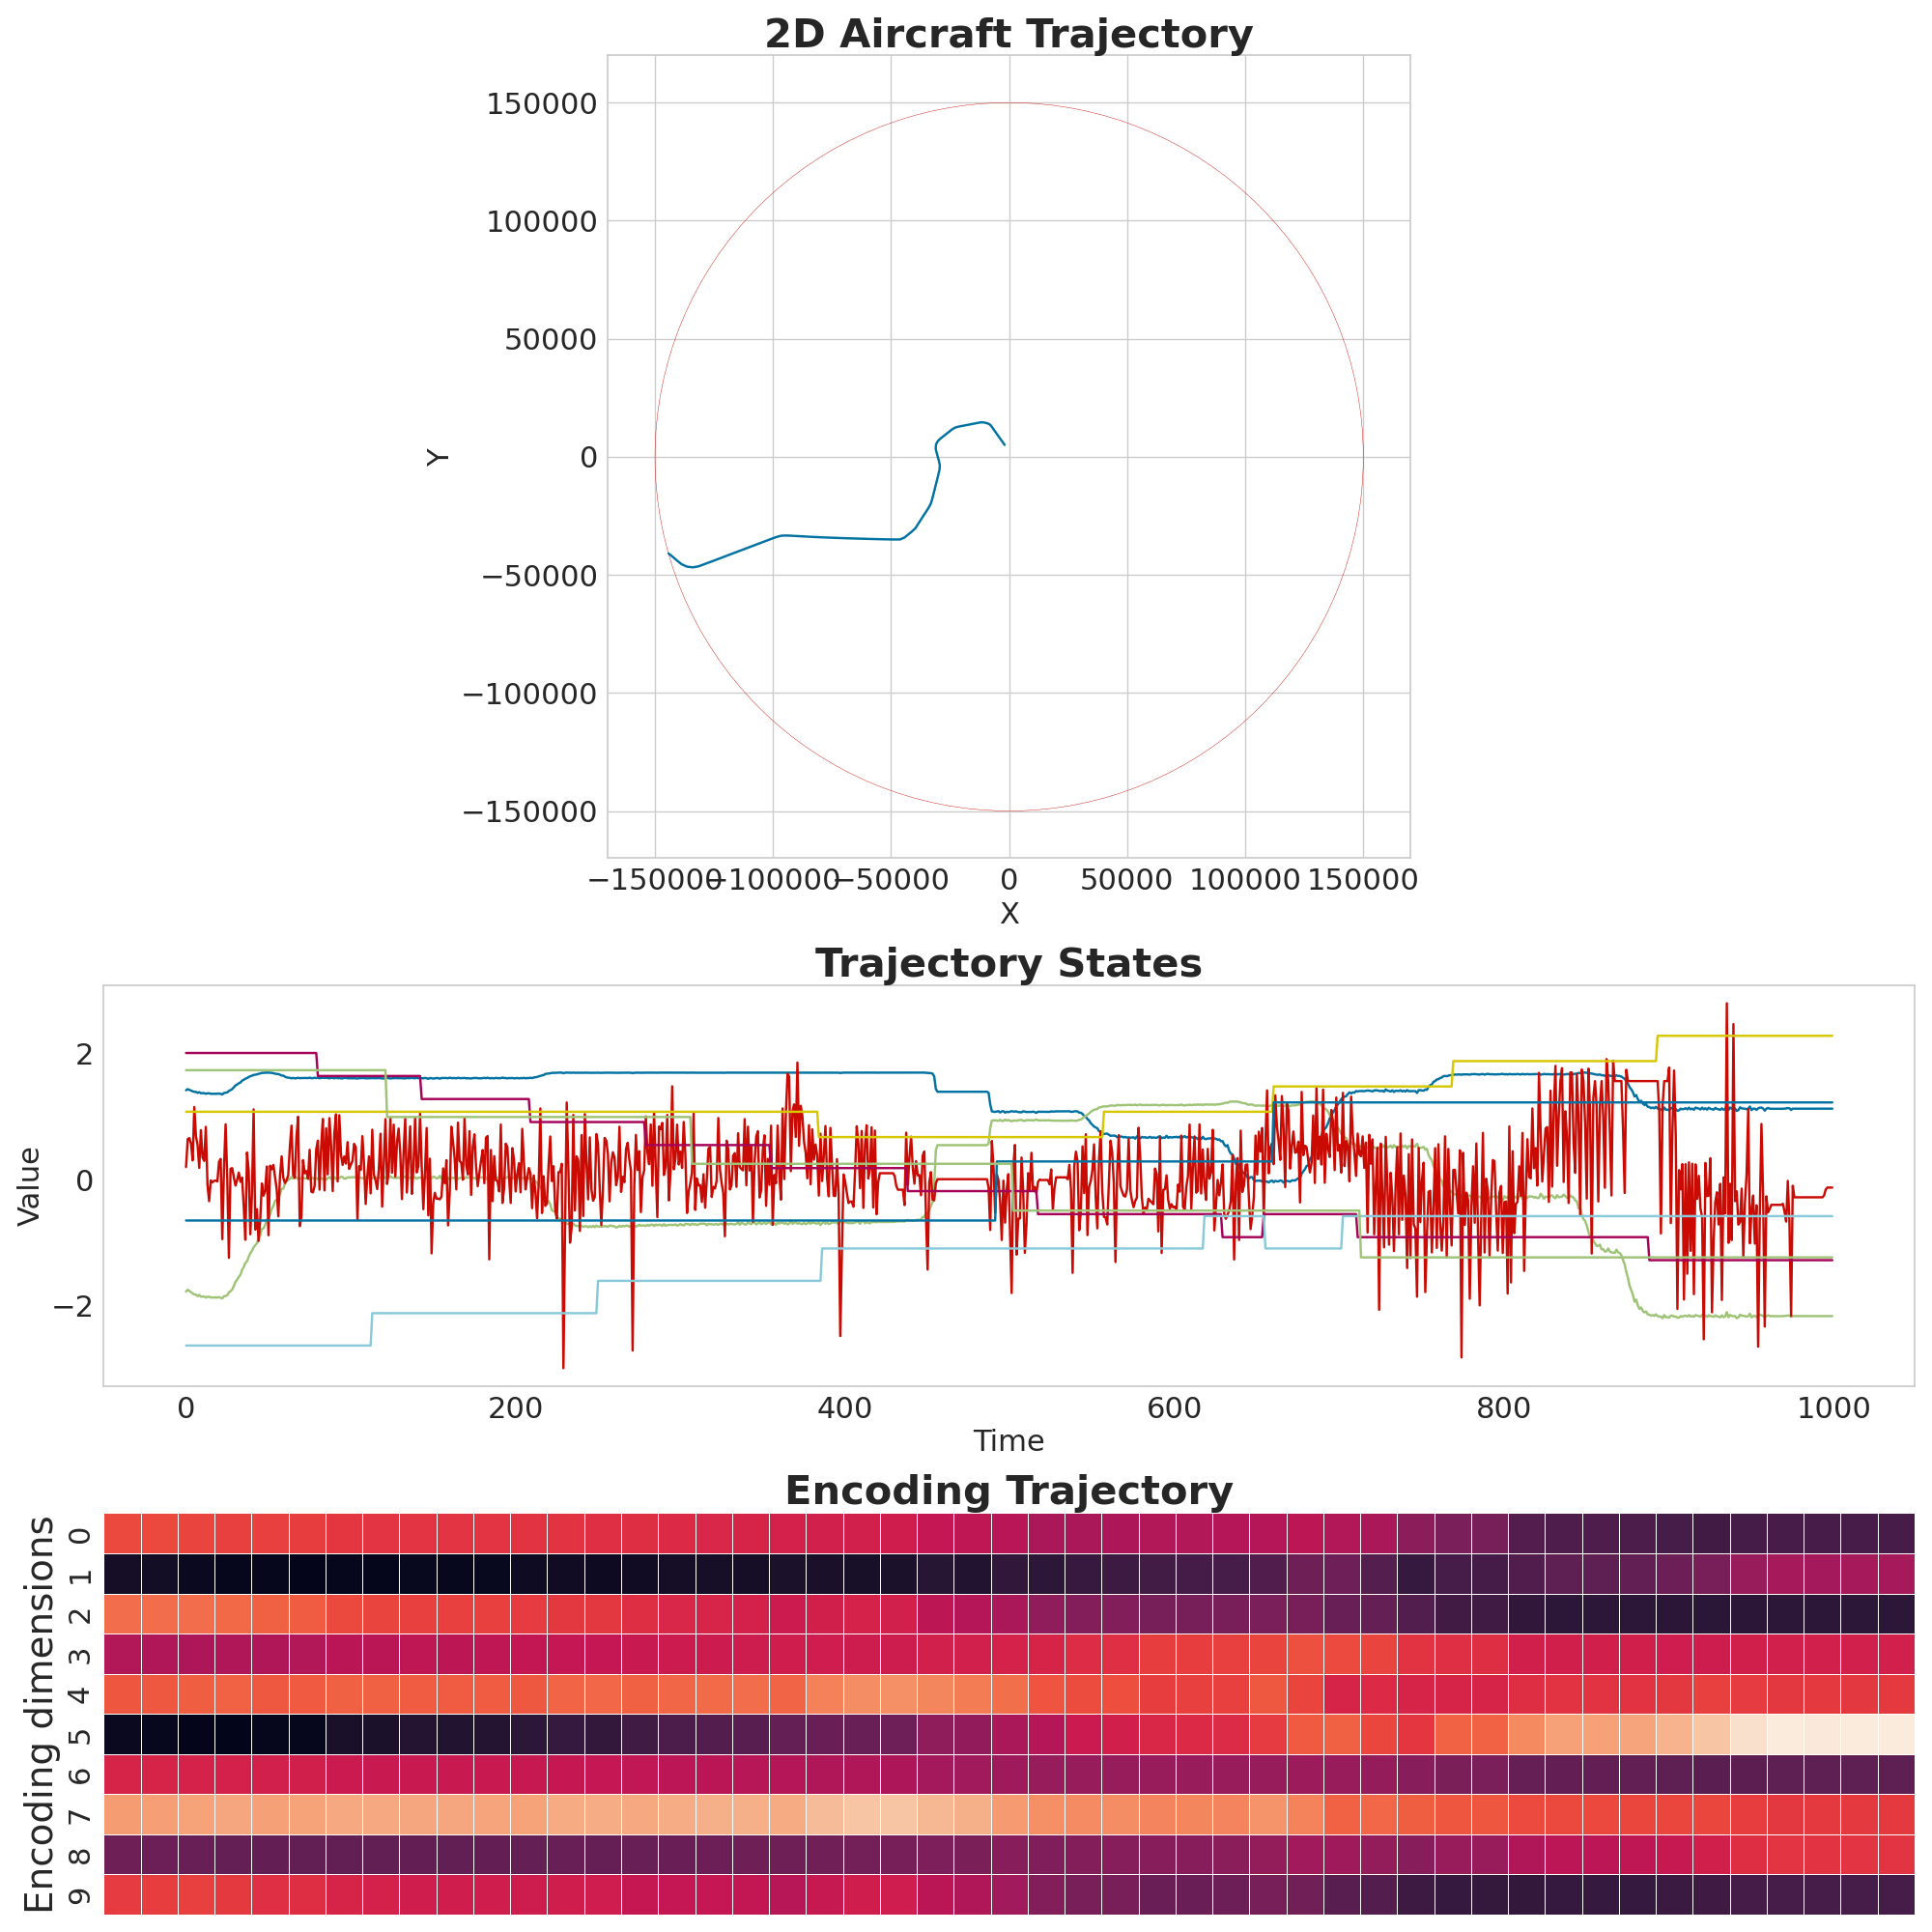 2D Aircraft Trajectory
150000
100000
50000
0
−50000
−100000
−150000
Y
−150000 −100000 −50000 0 50000 100000 150000
X
Trajectory States
2
0
−2
Value
0 200 400 600 800 1000
Time
Encoding Trajectory
Encoding dimensions
0
1
2
3
4
5
6
7
8
9